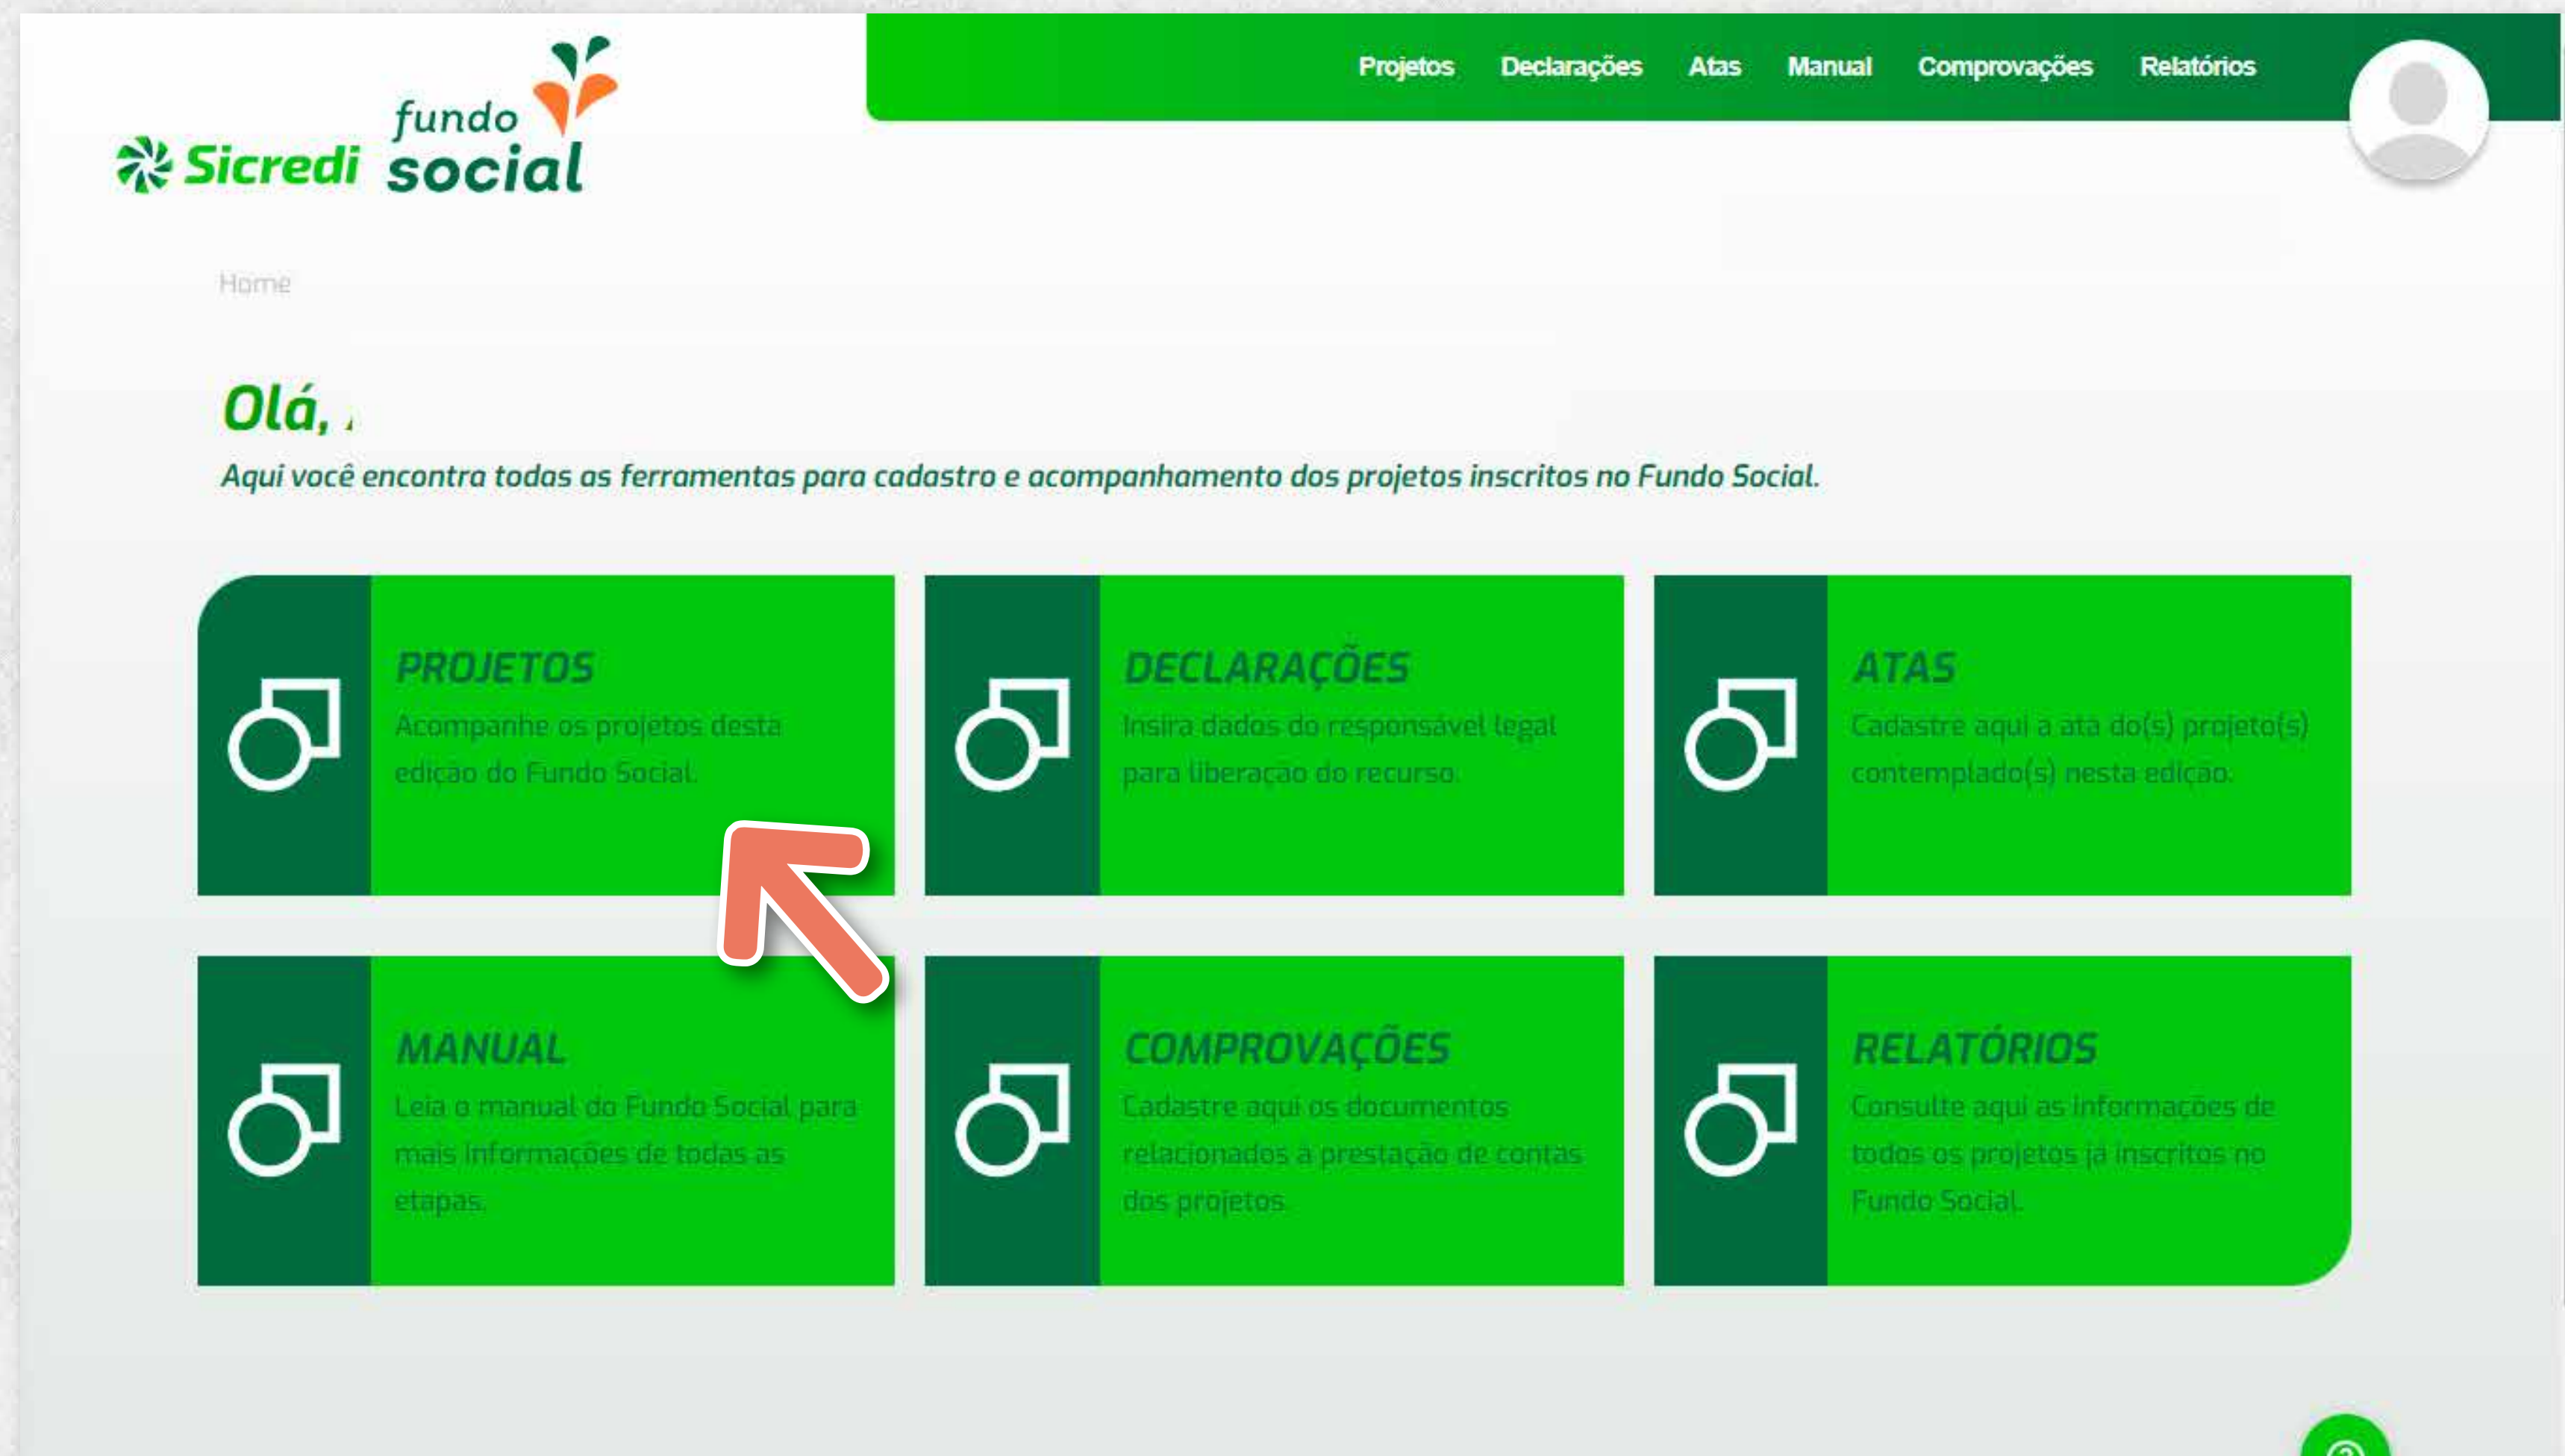 Projetos Declarações Atas Manual Comprovações Relatórios
fundo
Sicredi social
Home
Olá,
Aqui você encontra todas as ferramentas para cadastro e acompanhamento dos projetos inscritos no Fundo Social.
PROJETOS
Acompanhe os projetos desta
edição do Fundo Social.
DECLARAÇÕES
Insira dados do responsável legal
para liberação do recurso.
ATAS
Cadastre aqui a ata do(s) projeto(s)
contemplado(s) nesta edição.
MANUAL
Leia o manual do Fundo Social para
mais informações de todas as
etapas.
COMPROVAÇÕES
Cadastre aqui os documentos
relacionados à prestação de contas
dos projetos.
RELATÓRIOS
Consulte aqui as informações de
todos os projetos já inscritos no
Fundo Social.